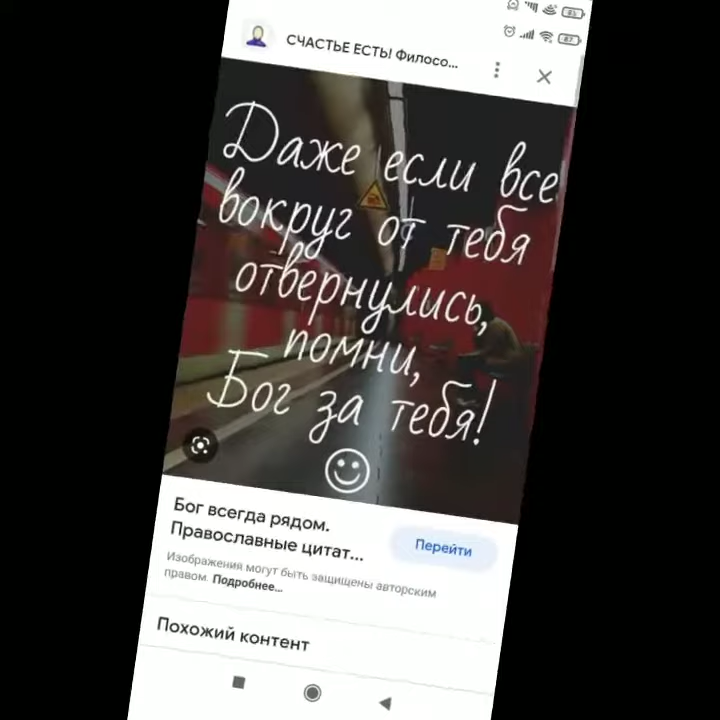 СЧАСТЬЕ ЕСТЬ! Филосо...
Даже если все
вокруг от тебя
отвернулись,
помни,
Бог за тебя!
Бог всегда рядом.
Православные цитат...
Перейти
Изображения могут быть защищены авторским
правом. Подробнее...
Похожий контент